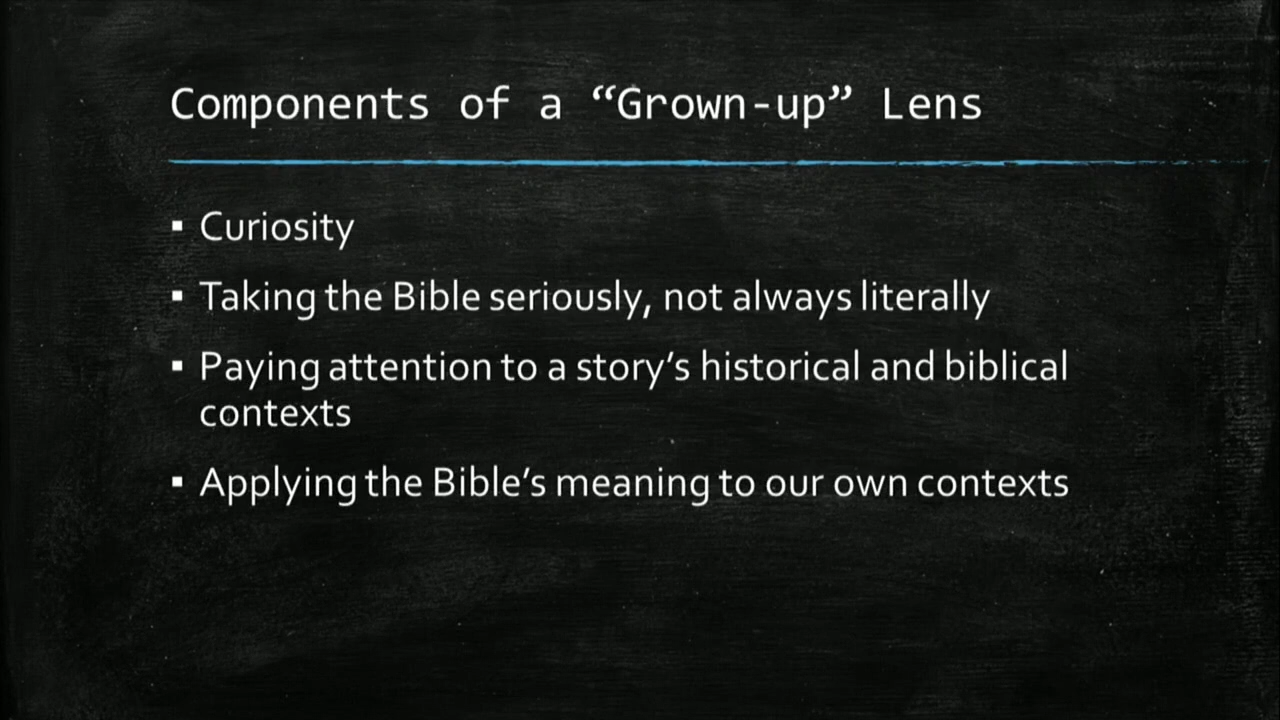 Components of a “Grown-up” Lens
▪ Curiosity
▪ Taking the Bible seriously, not always literally
▪ Paying attention to a story’s historical and biblical
contexts
▪ Applying the Bible’s meaning to our own contexts